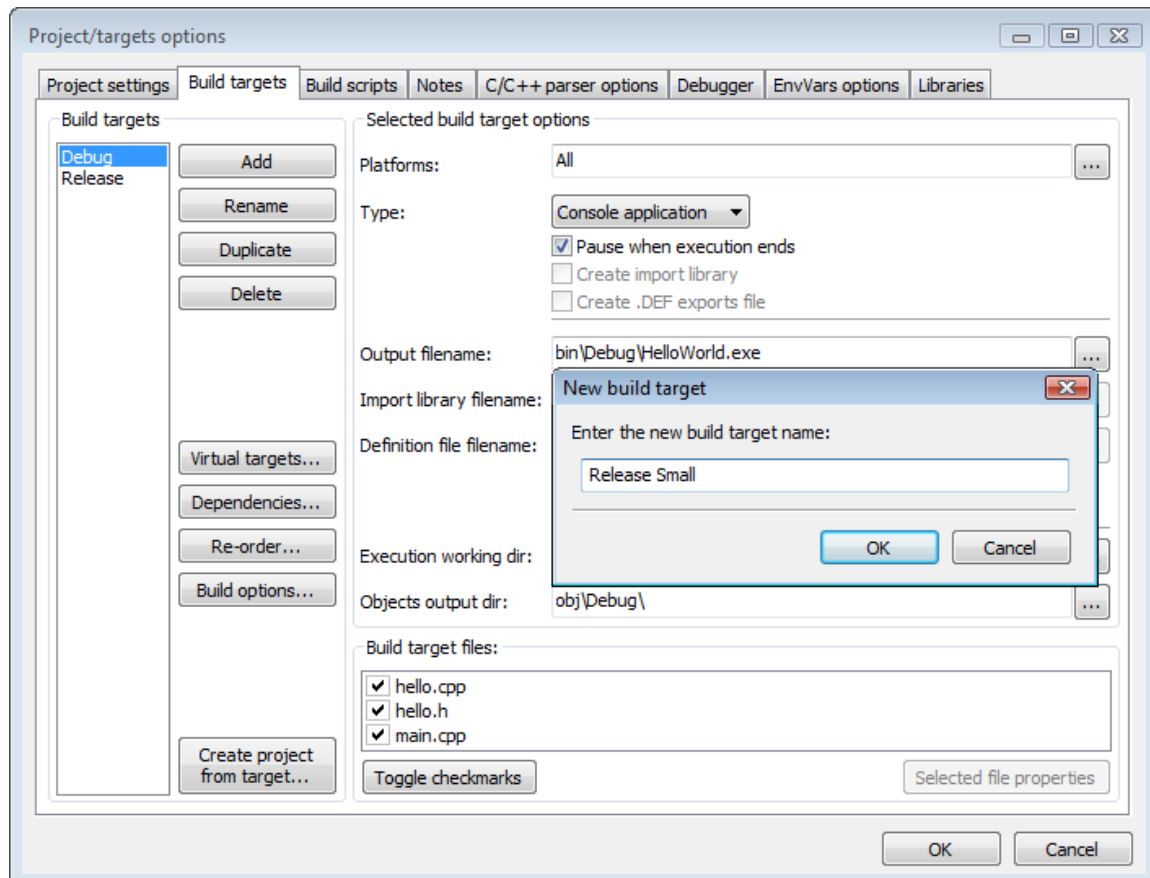 Project/targets options
Project settings Build targets Build scripts Notes C/C++ parser options Debugger EnvVars options Libraries
Build targets
Debug
Release
Add
Rename
Duplicate
Delete
Virtual targets...
Dependencies...
Re-order...
Build options...
Create project
from target...
Selected build target options
Platforms: All ...
Type: Console application
Pause when execution ends
Create import library
Create .DEF exports file
Output filename: bin\Debug\HelloWorld.exe ...
Import library filename:
Definition file filename:
Execution working dir:
Objects output dir: obj\Debug\ ...
New build target
Enter the new build target name:
Release Small
OK Cancel
Build target files:
hello.cpp
hello.h
main.cpp
Toggle checkmarks Selected file properties
OK Cancel